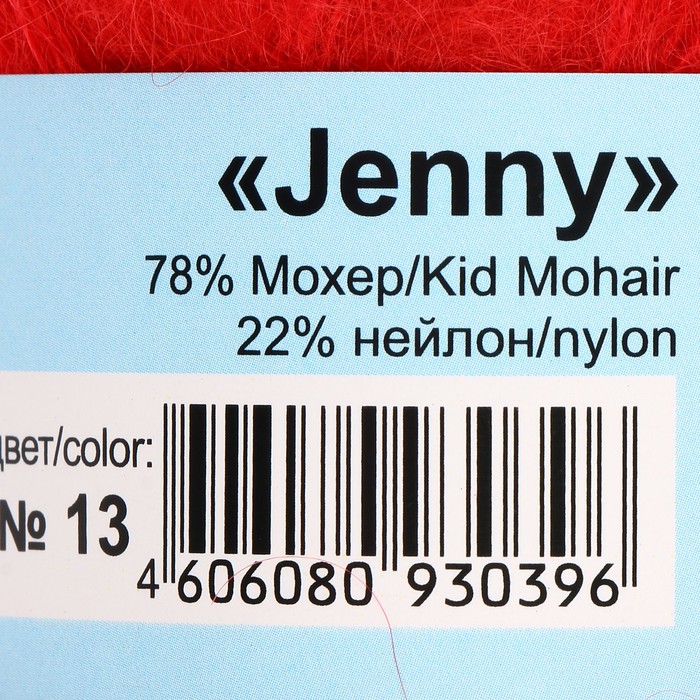 «Jenny»
78% Мохер/Kid Mohair
22% нейлон/nylon
цвет/color:
№ 13
4 606080 930396